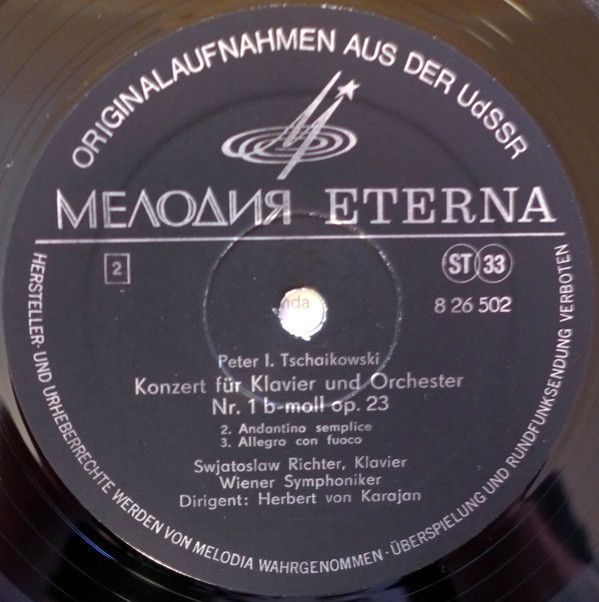 ORIGINALAUFNAHMEN AUS DER UdSSR
МЕЛОДИЯ ETERNA
2
ST 33
8 26 502
nda
Peter I. Tschaikowski
Konzert für Klavier und Orchester
Nr. 1 b-moll op. 23
2. Andantino semplice
3. Allegro con fuoco
Swjatoslaw Richter, Klavier
Wiener Symphoniker
Dirigent: Herbert von Karajan
HERSTELLER- UND URHEBERRECHTE WERDEN VON MELODIA WAHRGENOMMEN · ÜBERSPIELUNG UND RUNDFUNKSENDUNG VERBOTEN